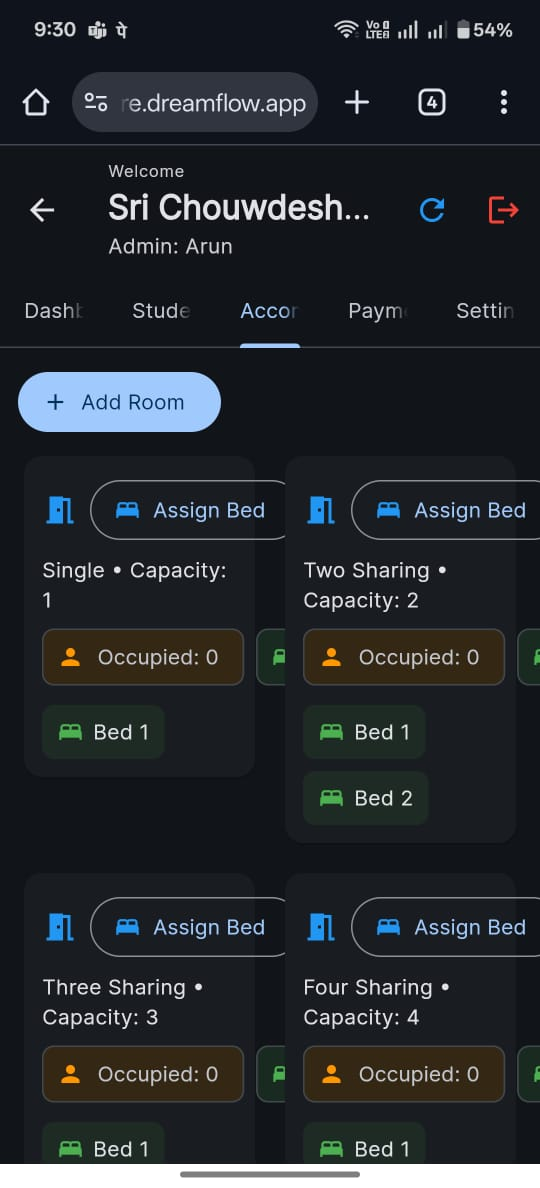 9:30 पे Vo LTE 54%
re.dreamflow.app 4
Welcome
Sri Chouwdesh...
Admin: Arun
Dashb Stude Accor Paym Settin
+ Add Room
Assign Bed Assign Bed
Single • Capacity:
1
Two Sharing •
Capacity: 2
Occupied: 0 Occupied: 0
Bed 1 Bed 1
Bed 2
Assign Bed Assign Bed
Three Sharing •
Capacity: 3
Four Sharing •
Capacity: 4
Occupied: 0 Occupied: 0
Bed 1 Bed 1